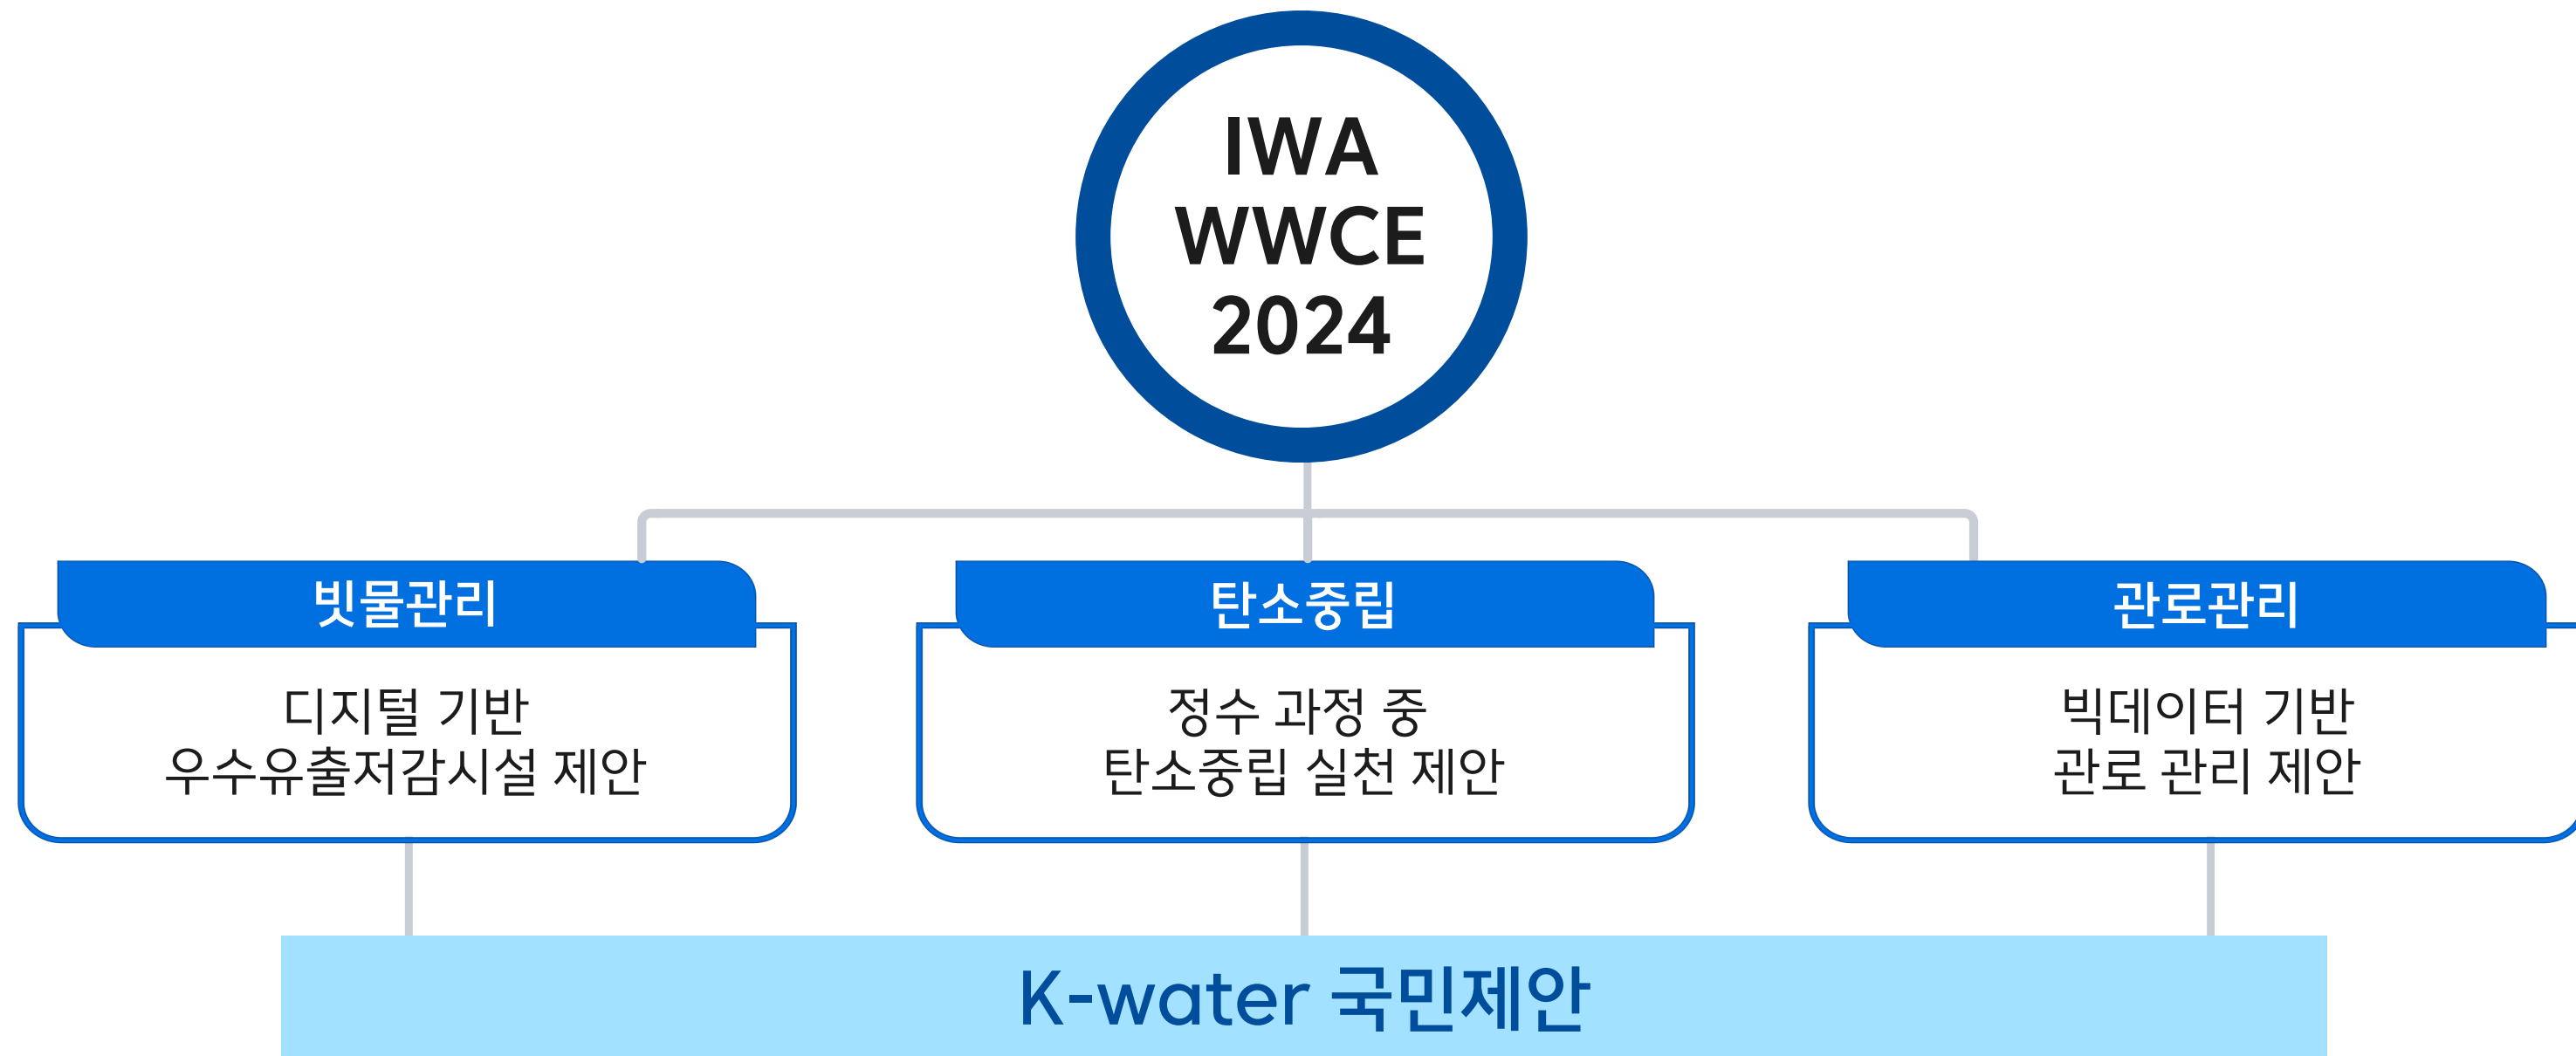 IWA
WWCE
2024
빗물관리
디지털 기반
우수유출저감시설 제안
탄소중립
정수 과정 중
탄소중립 실천 제안
관로관리
빅데이터 기반
관로 관리 제안
K-water 국민제안